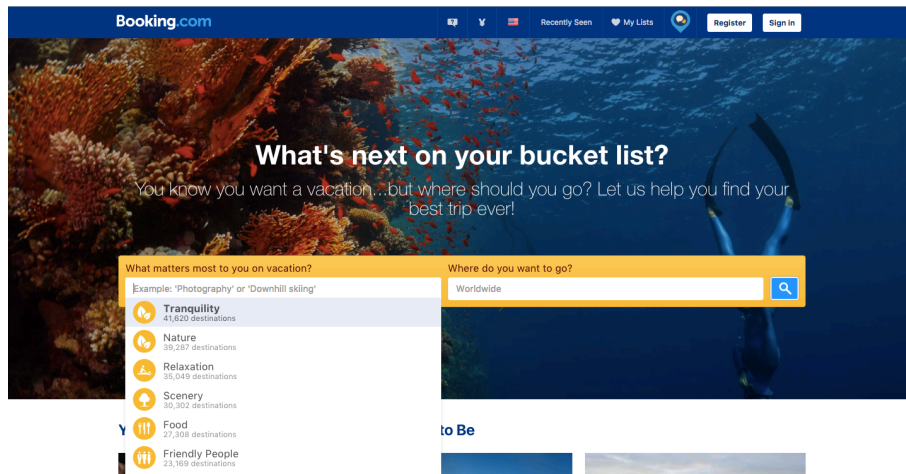 Booking.com
¥
Recently Seen
My Lists
Register
Sign in
What's next on your bucket list?
You know you want a vacation...but where should you go? Let us help you find your
best trip ever!
What matters most to you on vacation?
Where do you want to go?
Example: 'Photography' or 'Downhill skiing'
Worldwide
Tranquility
41,620 destinations
Nature
39,287 destinations
Relaxation
35,049 destinations
Scenery
30,302 destinations
Food
27,308 destinations
Friendly People
23,169 destinations
to Be